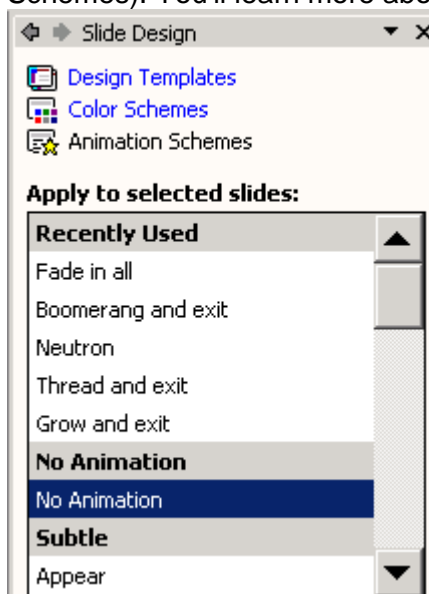 Schemes). You'll learn more abo
Slide Design
Design Templates
Color Schemes
Animation Schemes
Apply to selected slides:
Recently Used
Fade in all
Boomerang and exit
Neutron
Thread and exit
Grow and exit
No Animation
No Animation
Subtle
Appear